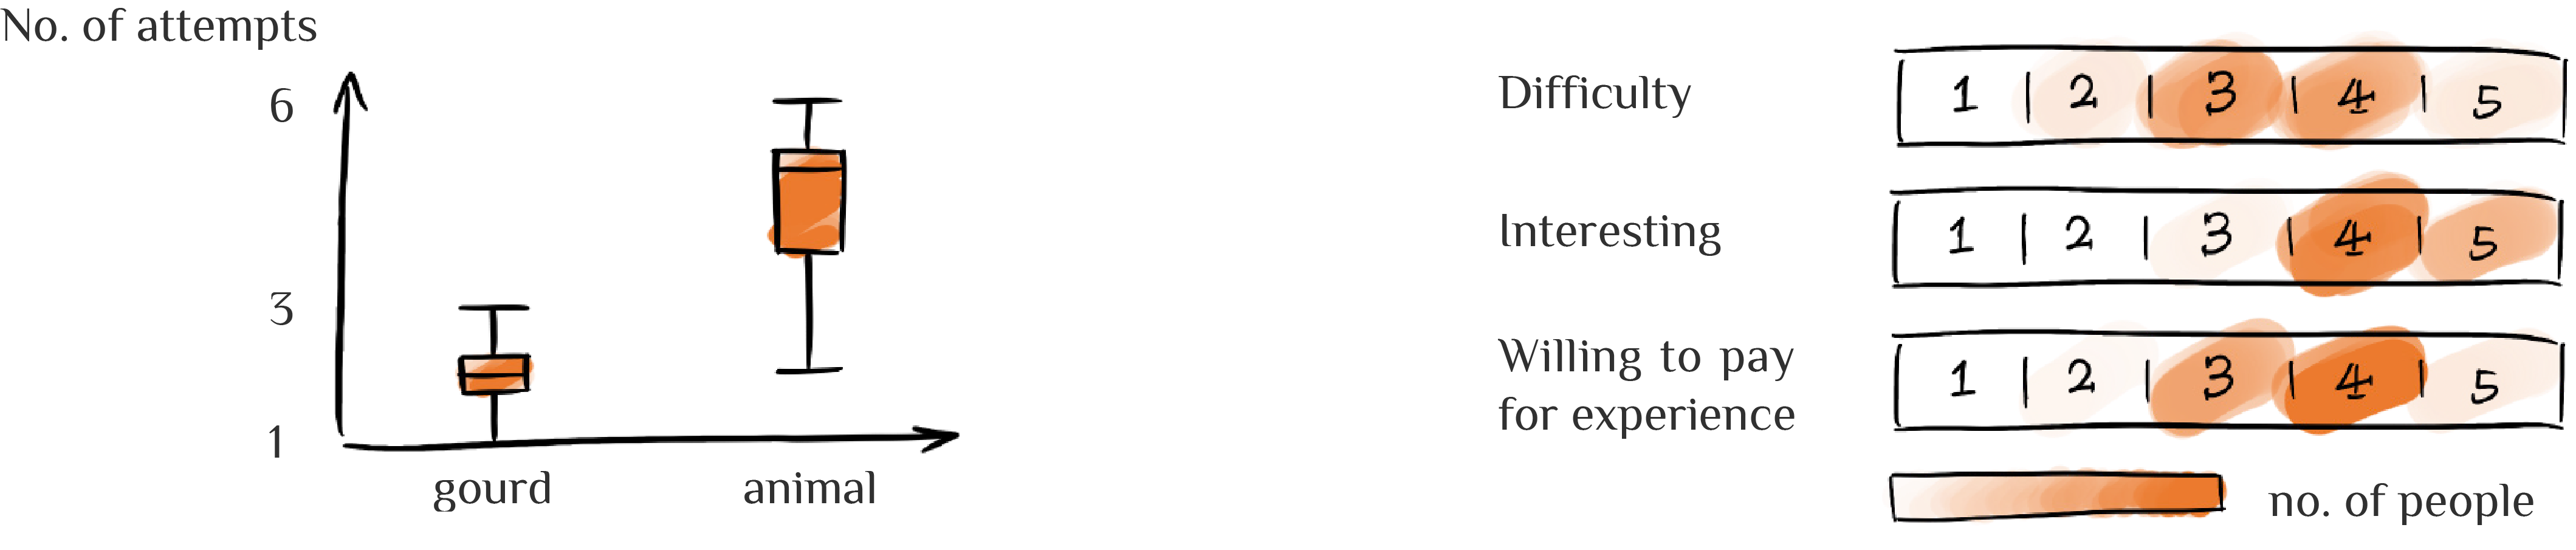 No. of attempts
6
3
1
gourd animal
Difficulty 1 2 3 4 5
Interesting 1 2 3 4 5
Willing to pay
for experience 1 2 3 4 5
no. of people